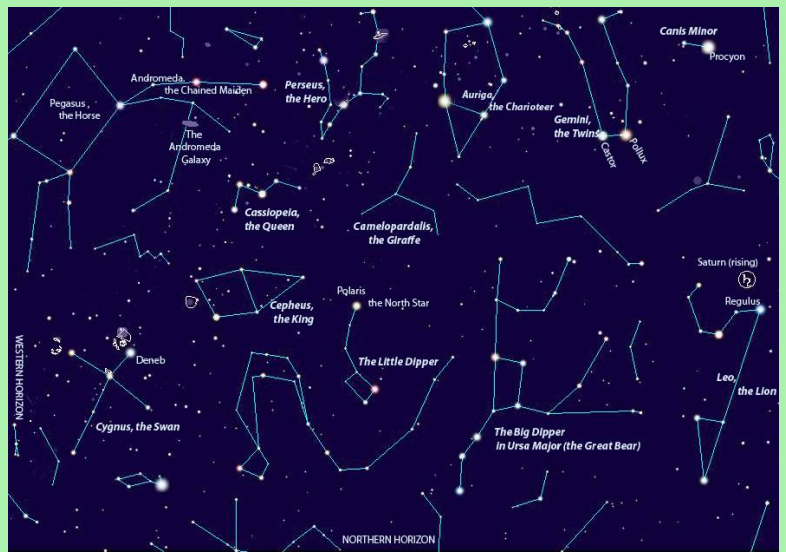 Canis Minor
Procyon
Andromeda,
the Chained Maiden
Perseus,
the Hero
Pegasus,
the Horse
Auriga,
the Charioteer
Gemini,
the Twins
Castor
Pollux
The
Andromeda
Galaxy
Cassiopeia,
the Queen
Camelopardalis,
the Giraffe
Saturn (rising)
Regulus
Polaris
the North Star
Cepheus,
the King
WESTERN HORIZON
Deneb
The Little Dipper
Leo,
the Lion
Cygnus, the Swan
The Big Dipper
in Ursa Major (the Great Bear)
NORTHERN HORIZON